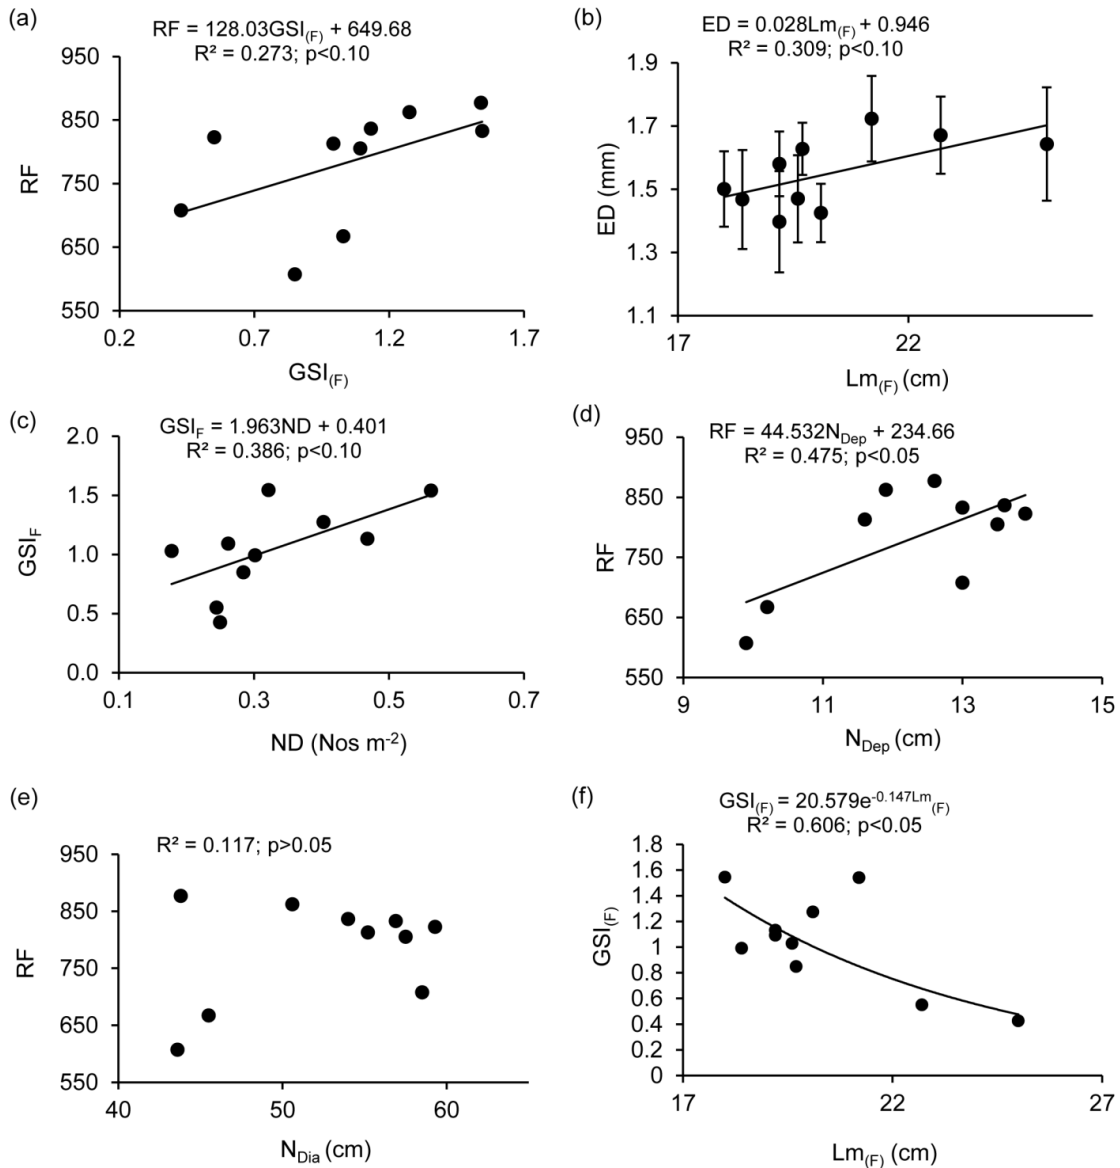 (a)
RF = 128.03GSI(F) + 649.68
R² = 0.273; p<0.10
950
850
750
650
550
RF
0.2 0.7 1.2 1.7
GSI(F)
(b)
ED = 0.028Lm(F) + 0.946
R² = 0.309; p<0.10
1.9
1.7
1.5
1.3
1.1
ED (mm)
17 22
Lm(F) (cm)
(c)
GSIF = 1.963ND + 0.401
R² = 0.386; p<0.10
2.0
1.5
1.0
0.5
0.0
GSIF
0.1 0.3 0.5 0.7
ND (Nos m-2)
(d)
RF = 44.532NDep + 234.66
R² = 0.475; p<0.05
950
850
750
650
550
RF
9 11 13 15
NDep (cm)
(e)
R² = 0.117; p>0.05
950
850
750
650
550
RF
40 50 60
NDia (cm)
(f)
GSI(F) = 20.579e-0.147Lm(F)
R² = 0.606; p<0.05
1.8
1.6
1.4
1.2
1
0.8
0.6
0.4
0.2
0
GSI(F)
17 22 27
Lm(F) (cm)